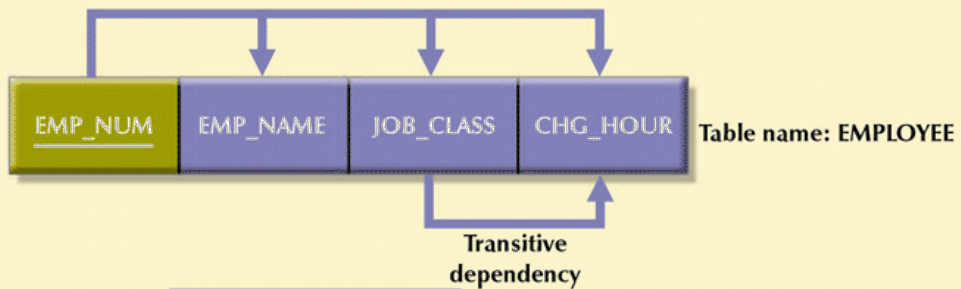 EMP_NUM EMP_NAME JOB_CLASS CHG_HOUR
Table name: EMPLOYEE
Transitive
dependency